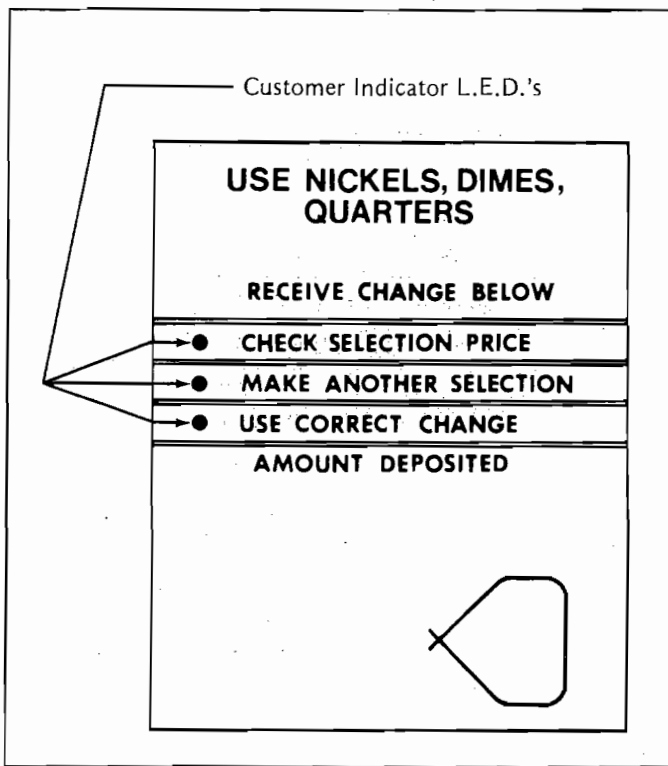 Customer Indicator L.E.D.'s
USE NICKELS, DIMES,
QUARTERS
RECEIVE CHANGE BELOW
CHECK SELECTION PRICE
MAKE ANOTHER SELECTION
USE CORRECT CHANGE
AMOUNT DEPOSITED